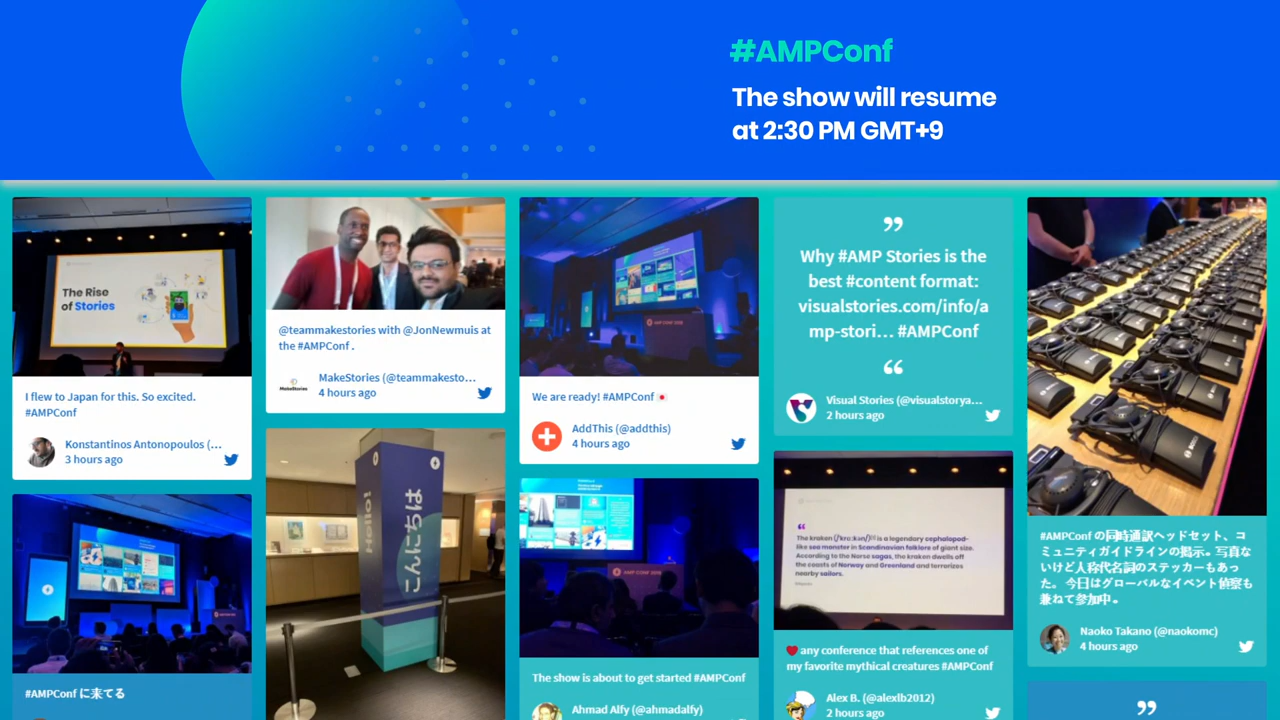 #AMPConf
The show will resume
at 2:30 PM GMT+9
The Rise
of Stories
I flew to Japan for this. So excited.
#AMPConf
Konstantinos Antonopoulos (...
3 hours ago
#AMPConf に来てる
@teammakestories with @JonNewmuis at
the #AMPConf .
MakeStories
MakeStories (@teammakesto...
4 hours ago
Hello!
こんにちは
We are ready! #AMPConf 🇯🇵
AddThis (@addthis)
4 hours ago
AMP CONF 2019
The show is about to get started #AMPConf
Ahmad Alfy (@ahmadalfy)
”
Why #AMP Stories is the
best #content format:
visualstories.com/info/a
mp-stori... #AMPConf
“
Visual Stories (@visualstorya...
2 hours ago
“
The kraken (/ˈkrɑːkən/)[1] is a legendary cephalopod-
like sea monster in Scandinavian folklore of giant size.
According to the Norse sagas, the kraken dwells off
the coasts of Norway and Greenland and terrorizes
nearby sailors.
❤️ any conference that references one of
my favorite mythical creatures #AMPConf
Alex B. (@alexlb2012)
2 hours ago
#AMPConf の同時通訳ヘッドセット、コ
ミュニティガイドラインの掲示。写真な
いけど人称代名詞のステッカーもあっ
た。 今日はグローバルなイベント偵察も
兼ねて参加中。
Naoko Takano (@naokomc)
4 hours ago
”